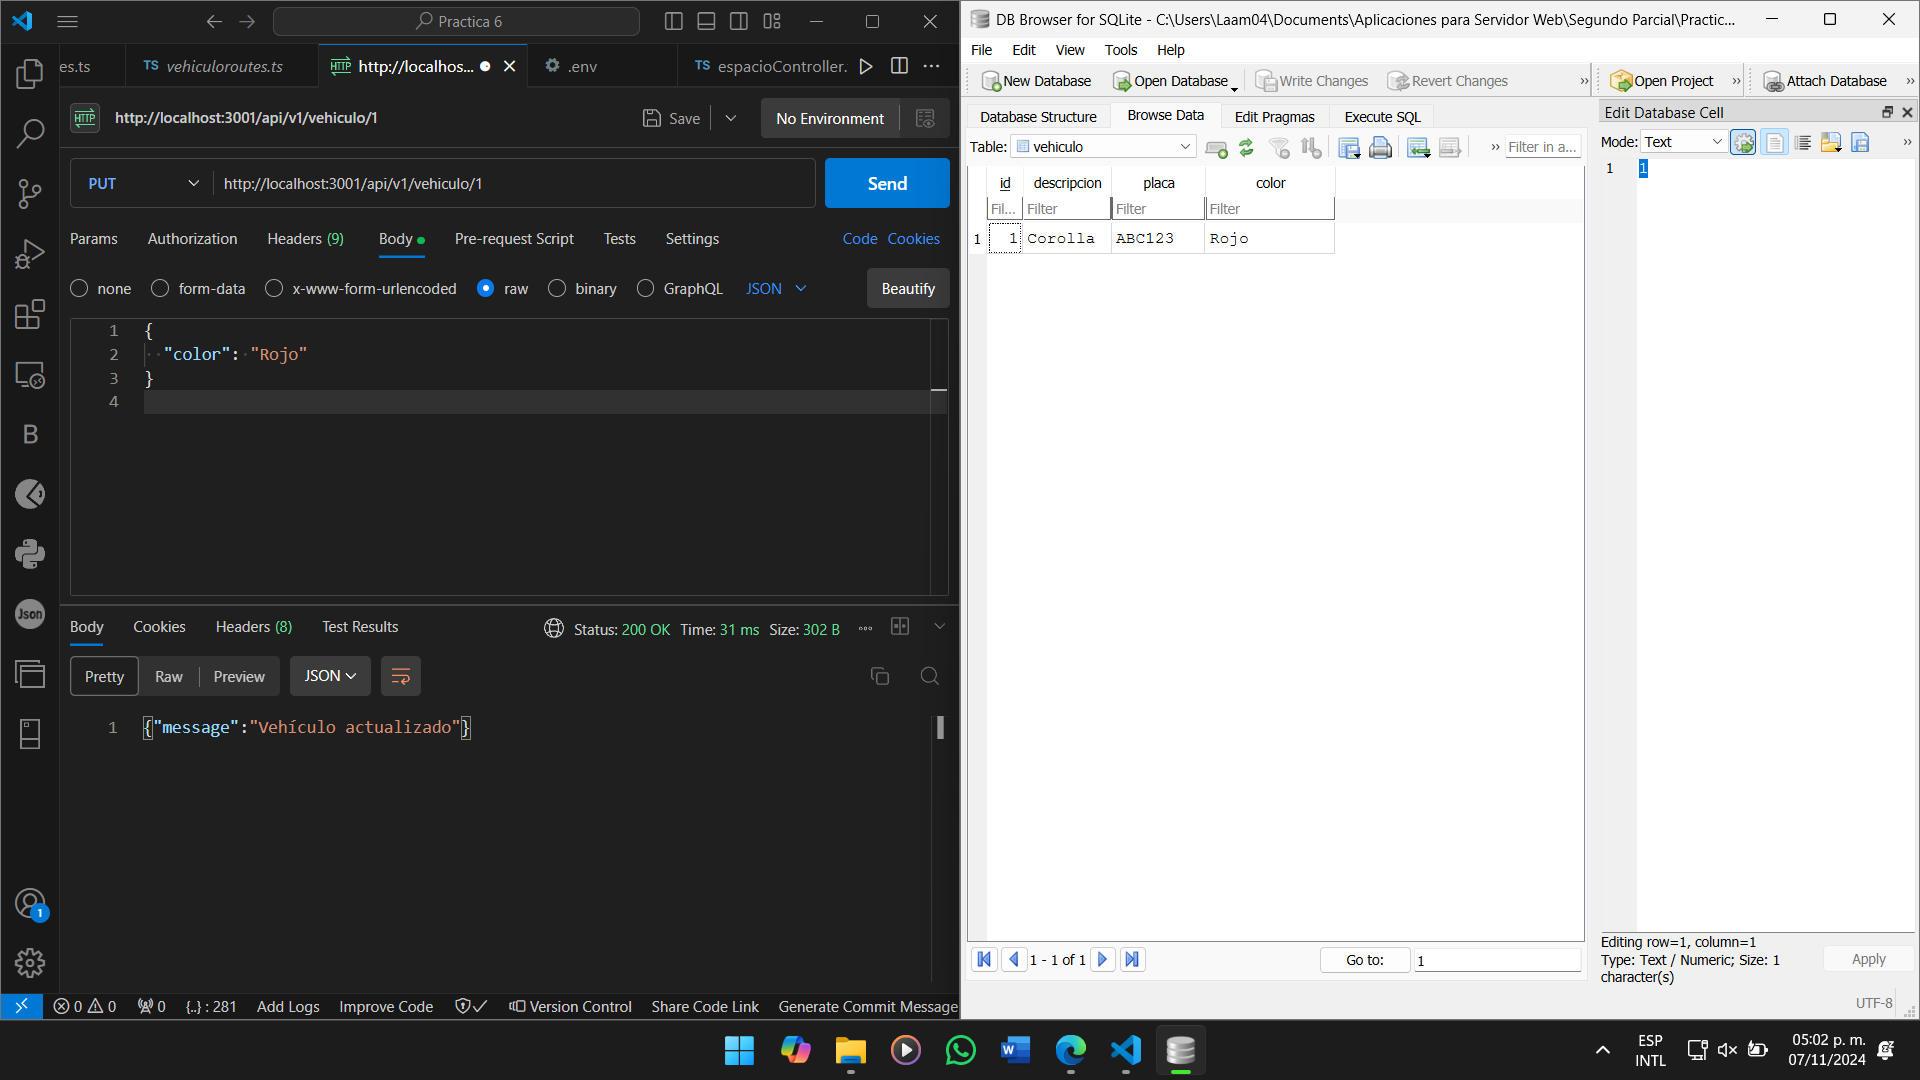 Practica 6
es.ts
TS vehiculoroutes.ts
HTTP http://localhos...
.env
TS espacioController.
HTTP http://localhost:3001/api/v1/vehiculo/1
Save
No Environment
PUT
http://localhost:3001/api/v1/vehiculo/1
Send
Params
Authorization
Headers (9)
Body
Pre-request Script
Tests
Settings
Code
Cookies
none
form-data
x-www-form-urlencoded
raw
binary
GraphQL
JSON
Beautify
1 {
2 "color": "Rojo"
3 }
4
B
Json
1
Body
Cookies
Headers (8)
Test Results
Status: 200 OK Time: 31 ms Size: 302 B
Pretty
Raw
Preview
JSON
1 {"message":"Vehículo actualizado"}
0 0
0
{..} : 281
Add Logs
Improve Code
Version Control
Share Code Link
Generate Commit Message
DB Browser for SQLite - C:\Users\Laam04\Documents\Aplicaciones para Servidor Web\Segundo Parcial\Practic...
File Edit View Tools Help
New Database
Open Database
Write Changes
Revert Changes
Open Project
Attach Database
Database Structure
Browse Data
Edit Pragmas
Execute SQL
Table: vehiculo
Filter in a...
id descripcion placa color
Fil... Filter Filter Filter
1 1 Corolla ABC123 Rojo
1 - 1 of 1
Go to: 1
Edit Database Cell
Mode: Text
1 1
Editing row=1, column=1
Type: Text / Numeric; Size: 1
character(s)
Apply
UTF-8
W
ESP
INTL
05:02 p. m.
07/11/2024